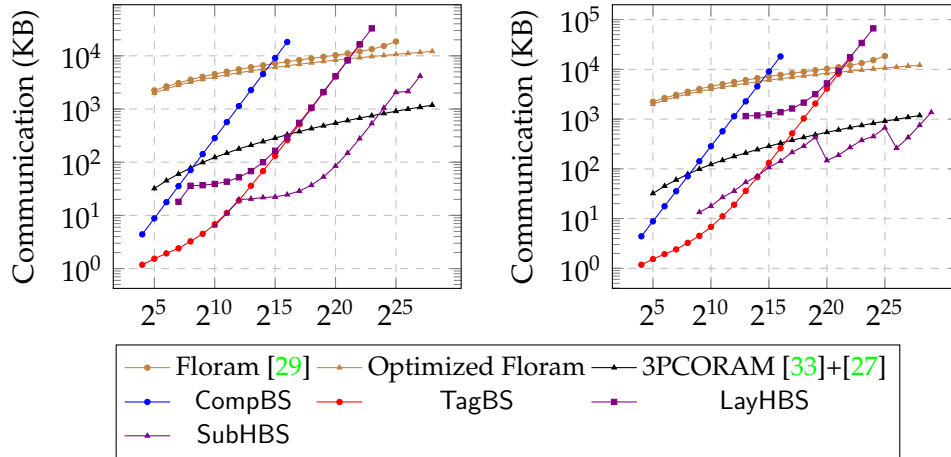 Communication (KB)
10^4
10^3
10^2
10^1
10^0
2^5 2^10 2^15 2^20 2^25
Communication (KB)
10^5
10^4
10^3
10^2
10^1
10^0
2^5 2^10 2^15 2^20 2^25
Floram [29] Optimized Floram 3PCORAM [33]+[27]
CompBS TagBS LayHBS
SubHBS